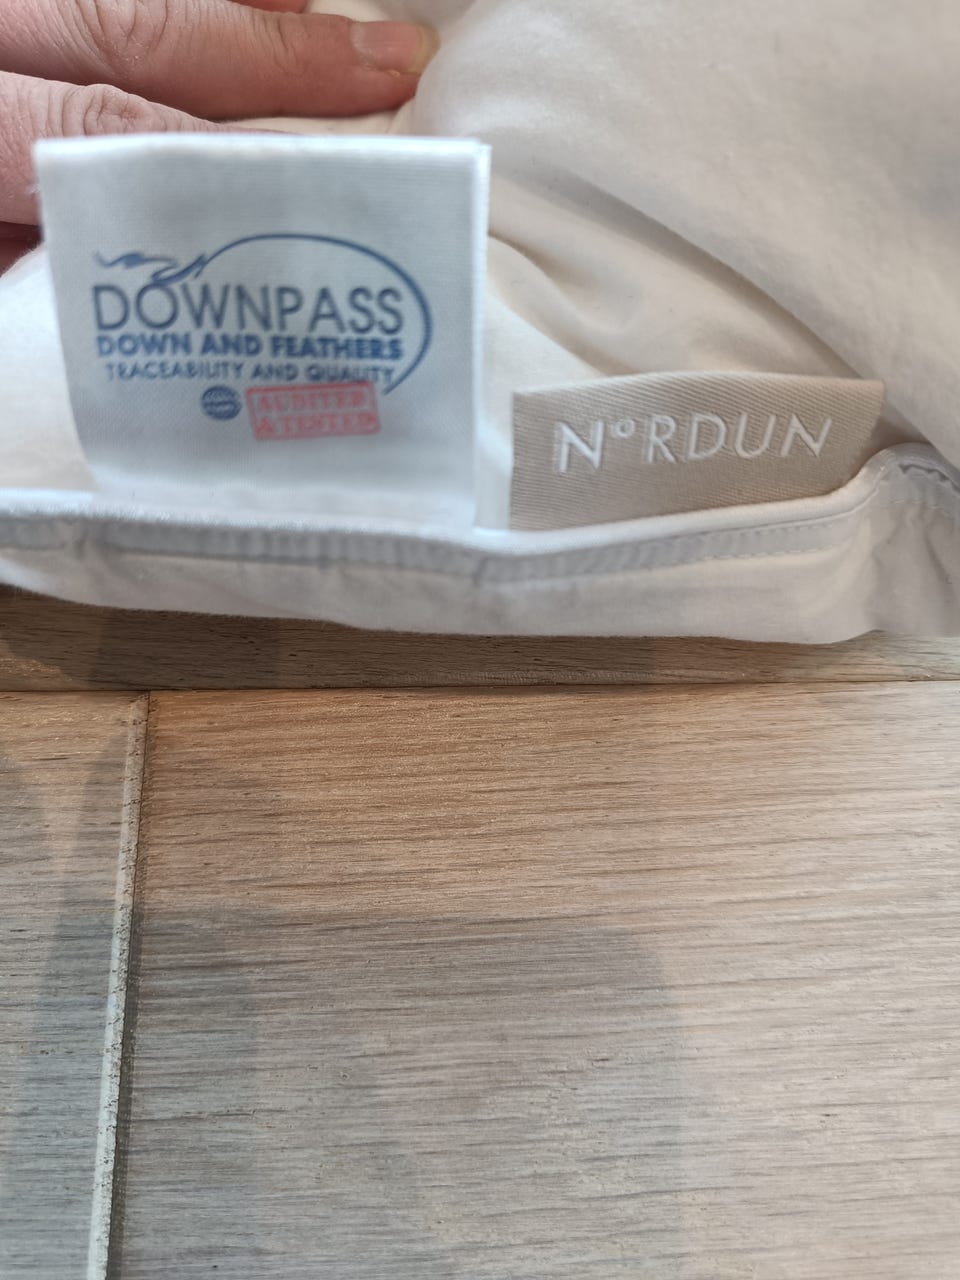 DOWNPASS
DOWN AND FEATHERS
TRACEABILITY AND QUALITY
AUDITED
& TESTED
N°RDUN